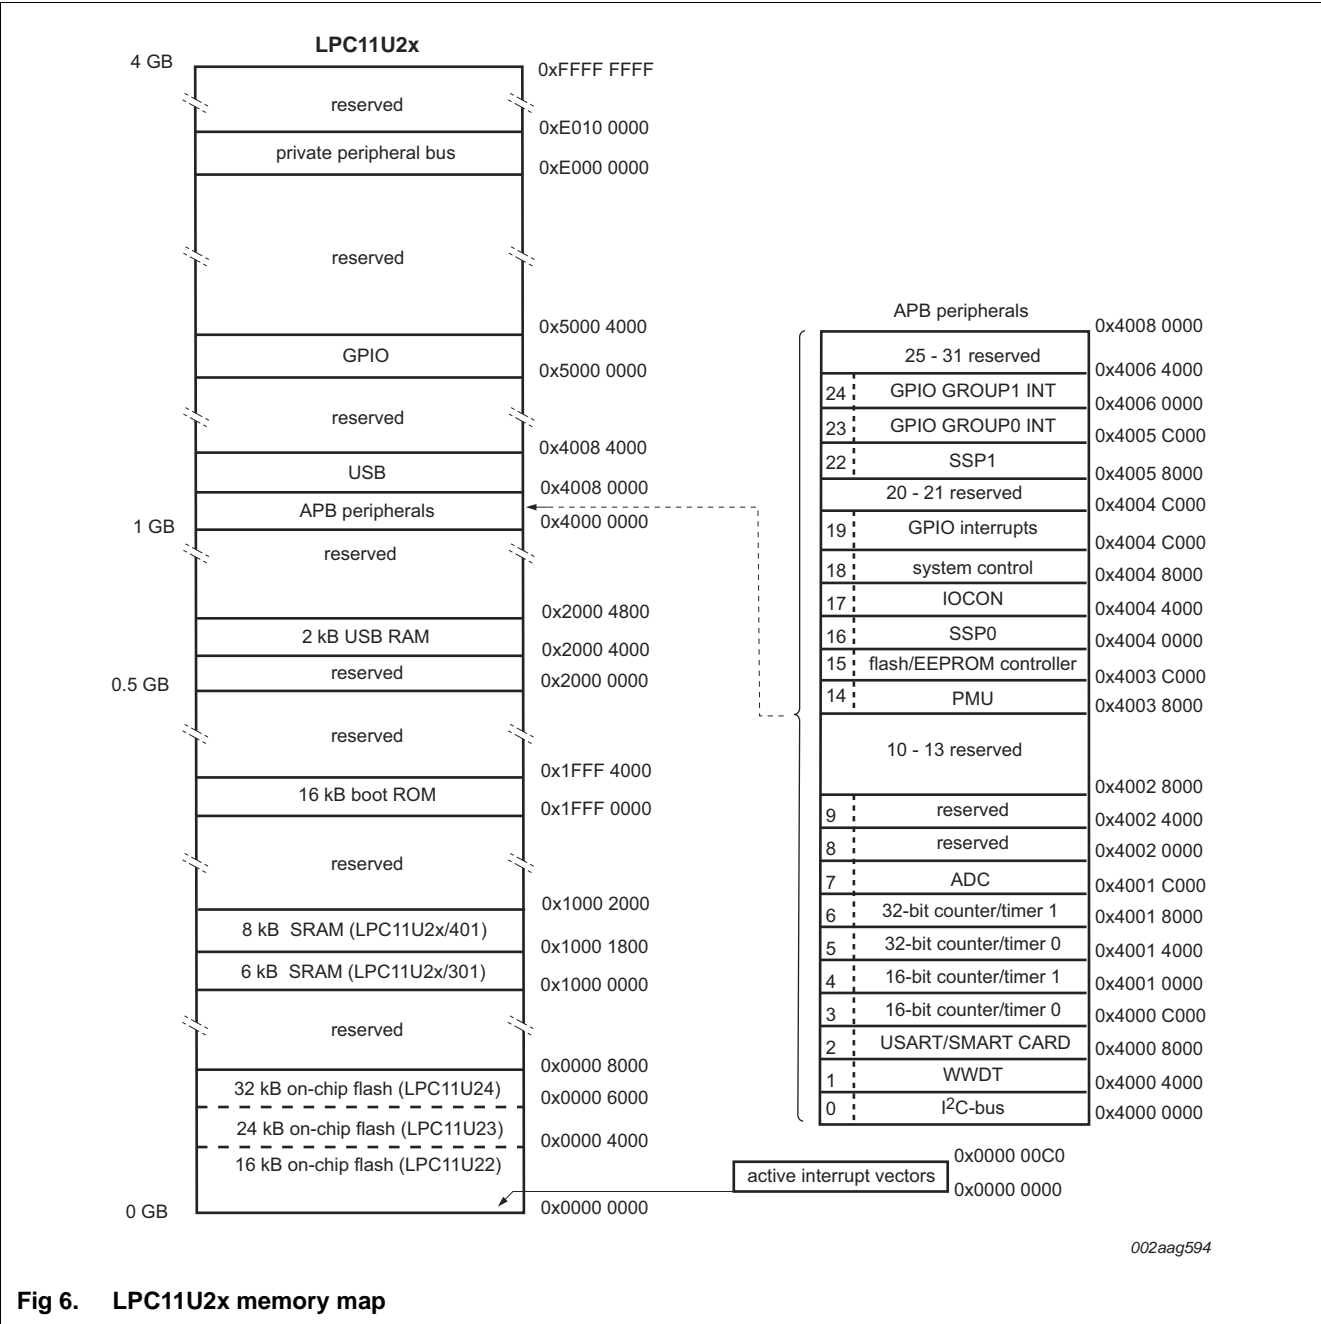 LPC11U2x
4 GB
0xFFFF FFFF
reserved
0xE010 0000
private peripheral bus
0xE000 0000
reserved
0x5000 4000
GPIO
0x5000 0000
reserved
0x4008 4000
USB
0x4008 0000
APB peripherals
0x4000 0000
1 GB
reserved
0x2000 4800
2 kB USB RAM
0x2000 4000
reserved
0x2000 0000
0.5 GB
reserved
0x1FFF 4000
16 kB boot ROM
0x1FFF 0000
reserved
0x1000 2000
8 kB SRAM (LPC11U2x/401)
0x1000 1800
6 kB SRAM (LPC11U2x/301)
0x1000 0000
reserved
0x0000 8000
32 kB on-chip flash (LPC11U24)
0x0000 6000
24 kB on-chip flash (LPC11U23)
0x0000 4000
16 kB on-chip flash (LPC11U22)
0 GB
0x0000 0000
APB peripherals
0x4008 0000
25 - 31 reserved
0x4006 4000
24 GPIO GROUP1 INT
0x4006 0000
23 GPIO GROUP0 INT
0x4005 C000
22 SSP1
0x4005 8000
20 - 21 reserved
0x4004 C000
19 GPIO interrupts
0x4004 C000
18 system control
0x4004 8000
17 IOCON
0x4004 4000
16 SSP0
0x4004 0000
15 flash/EEPROM controller
0x4003 C000
14 PMU
0x4003 8000
10 - 13 reserved
0x4002 8000
9 reserved
0x4002 4000
8 reserved
0x4002 0000
7 ADC
0x4001 C000
6 32-bit counter/timer 1
0x4001 8000
5 32-bit counter/timer 0
0x4001 4000
4 16-bit counter/timer 1
0x4001 0000
3 16-bit counter/timer 0
0x4000 C000
2 USART/SMART CARD
0x4000 8000
1 WWDT
0x4000 4000
0 I2C-bus
0x4000 0000
0x0000 00C0
active interrupt vectors
0x0000 0000
002aag594
Fig 6. LPC11U2x memory map